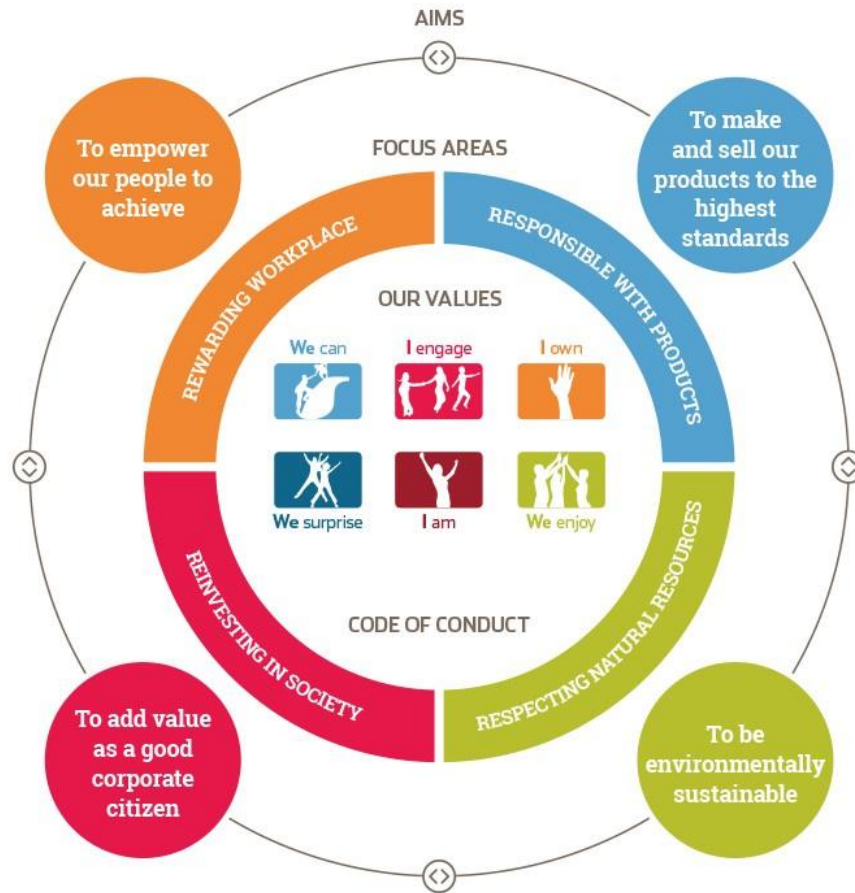 AIMS
To empower
our people to
achieve
To make
and sell our
products to the
highest
standards
FOCUS AREAS
REWARDING WORKPLACE
RESPONSIBLE WITH PRODUCTS
OUR VALUES
We can
I engage
I own
We surprise
I am
We enjoy
CODE OF CONDUCT
REINVESTING IN SOCIETY
RESPECTING NATURAL RESOURCES
To add value
as a good
corporate
citizen
To be
environmentally
sustainable